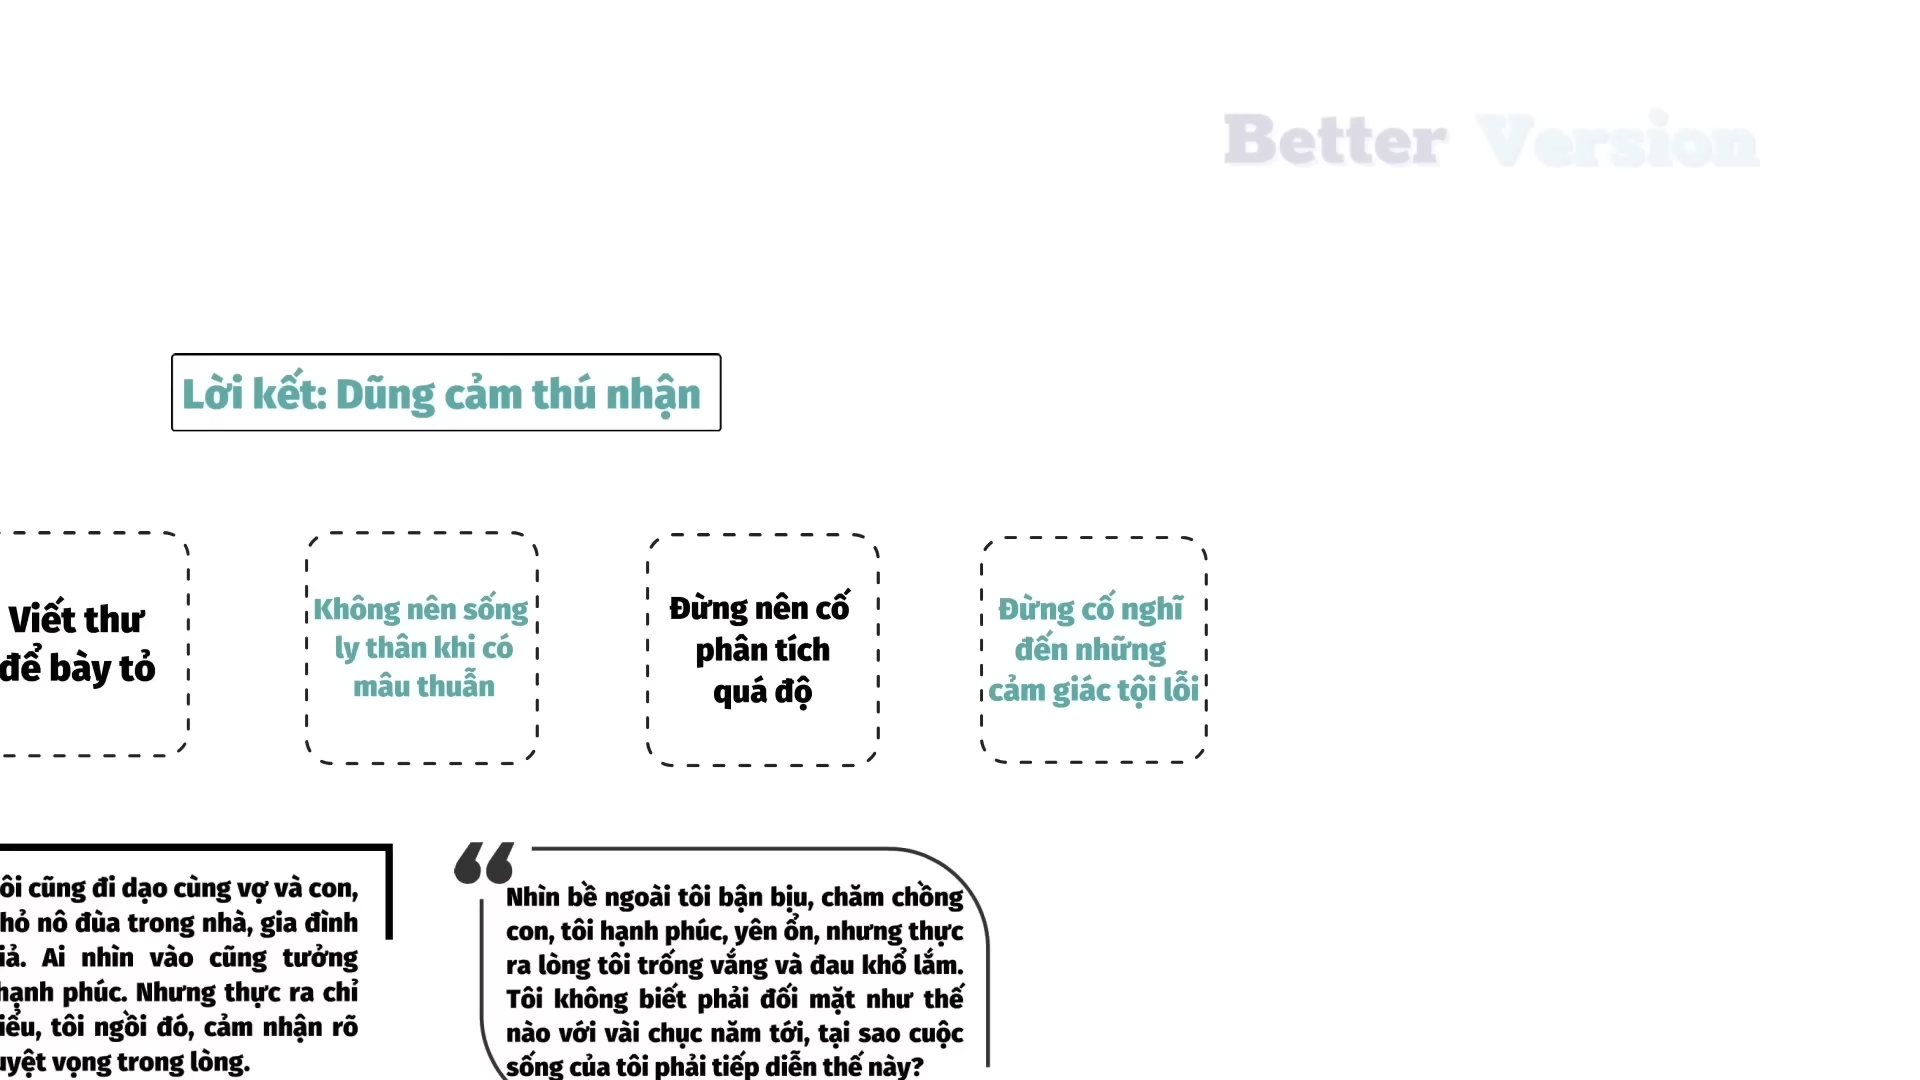 Better Version
Lời kết: Dũng cảm thú nhận
Viết thư
để bày tỏ
Không nên sống
ly thân khi có
mâu thuẫn
Đừng nên cố
phân tích
quá độ
Đừng cố nghĩ
đến những
cảm giác tội lỗi
cũng đi dạo cùng vợ và con,
nô đùa trong nhà, gia đình
Ai nhìn vào cũng tưởng
phúc. Nhưng thực ra chỉ
tôi ngồi đó, cảm nhận rõ
vọng trong lòng.
“
Nhìn bề ngoài tôi bận bịu, chăm chồng
con, tôi hạnh phúc, yên ổn, nhưng thực
ra lòng tôi trống vắng và đau khổ lắm.
Tôi không biết phải đối mặt như thế
nào với vài chục năm tới, tại sao cuộc
sống của tôi phải tiếp diễn thế này?